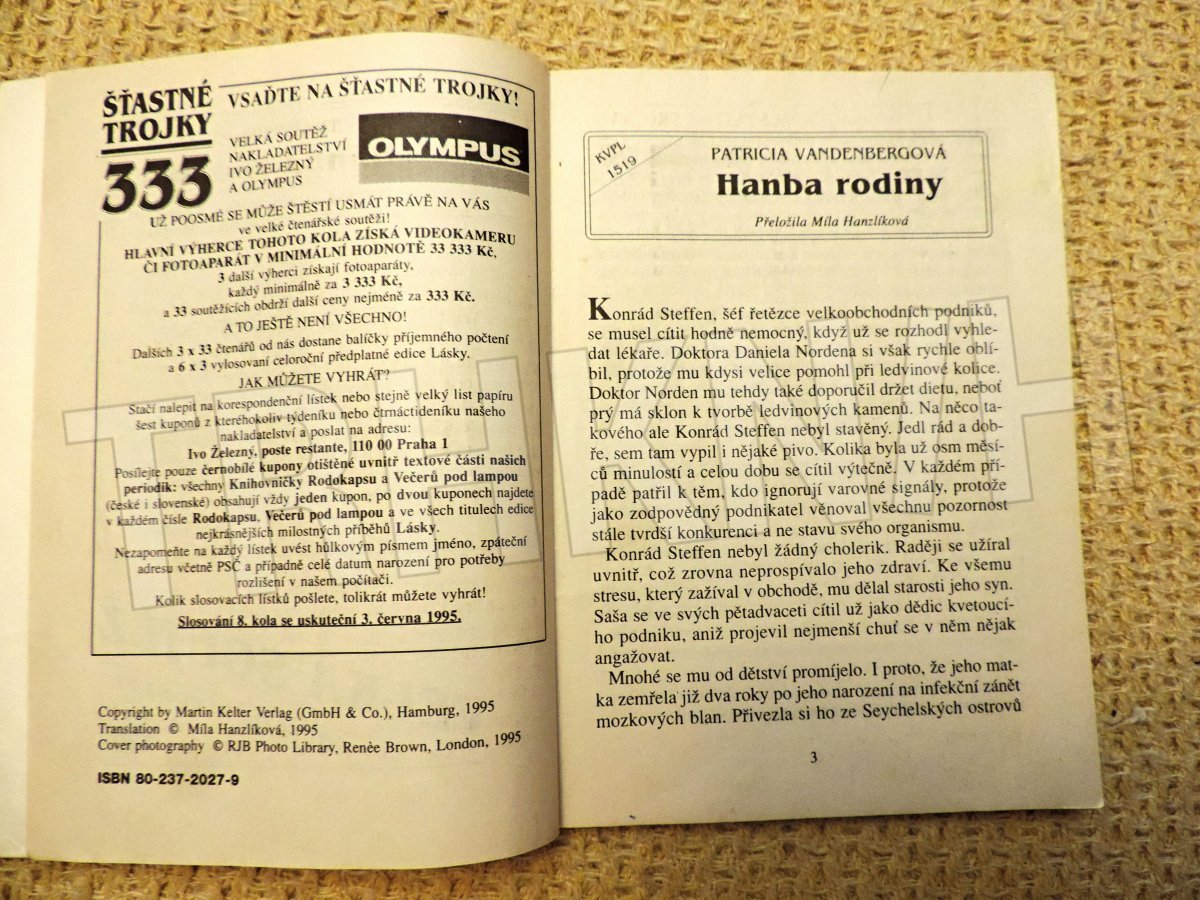 ŠŤASTNÉ
TROJKY
333
VSAĎTE NA ŠŤASTNÉ TROJKY!
VELKÁ SOUTĚŽ
NAKLADATELSTVÍ
IVO ŽELEZNÝ
A OLYMPUS
OLYMPUS
UŽ POOSMÉ SE MŮŽE ŠTĚSTÍ USMÁT PRÁVĚ NA VÁS
ve velké čtenářské soutěži!
HLAVNÍ VÝHERCE TOHOTO KOLA ZÍSKÁ VIDEOKAMERU
ČI FOTOAPARÁT V MINIMÁLNÍ HODNOTĚ 33 333 Kč,
3 další výherci získají fotoaparáty,
každý minimálně za 3 333 Kč,
a 33 soutěžících obdrží další ceny nejméně za 333 Kč.
A TO JEŠTĚ NENÍ VŠECHNO!
Dalších 3 x 33 čtenářů od nás dostane balíčky příjemného počtení
a 6 x 3 vylosovaní celoroční předplatné edice Lásky.
JAK MŮŽETE VYHRÁT?
Stačí nalepit na korespondenční lístek nebo stejně velký list papíru
šest kuponů z kteréhokoliv týdeníku nebo čtrnáctideníku našeho
nakladatelství a poslat na adresu:
Ivo Železný, poste restante, 110 00 Praha 1
Posílejte pouze černobílé kupony otištěné uvnitř textové části našich
periodik: všechny Knihovničky Rodokapsu a Večerů pod lampou
(české i slovenské) obsahují vždy jeden kupon, po dvou kuponech najdete
v každém čísle Rodokapsu, Večerů pod lampou a ve všech titulech edice
nejkrásnějších milostných příběhů Lásky.
Nezapomeňte na každý lístek uvést hůlkovým písmem jméno, zpáteční
adresu včetně PSČ a případně celé datum narození pro potřeby
rozlišení v našem počítači.
Kolik slosovacích lístků pošlete, tolikrát můžete vyhrát!
Slosování 8. kola se uskuteční 3. června 1995.
Copyright by Martin Kelter Verlag (GmbH & Co.), Hamburg, 1995
Translation © Míla Hanzlíková, 1995
Cover photography © RJB Photo Library, Renèe Brown, London, 1995
ISBN 80-237-2027-9
KVPL
1519
PATRICIA VANDENBERGOVÁ
Hanba rodiny
Přeložila Míla Hanzlíková
Konrád Steffen, šéf řetězce velkoobchodních podniků,
se musel cítit hodně nemocný, když už se rozhodl vyhle-
dat lékaře. Doktora Daniela Nordena si však rychle oblí-
bil, protože mu kdysi velice pomohl při ledvinové kolice.
Doktor Norden mu tehdy také doporučil držet dietu, neboť
prý má sklon k tvorbě ledvinových kamenů. Na něco ta-
kového ale Konrád Steffen nebyl stavěný. Jedl rád a dob-
ře, sem tam vypil i nějaké pivo. Kolika byla už osm měsí-
ců minulostí a celou dobu se cítil výtečně. V každém pří-
padě patřil k těm, kdo ignorují varovné signály, protože
jako zodpovědný podnikatel věnoval všechnu pozornost
stále tvrdší konkurenci a ne stavu svého organismu.
Konrád Steffen nebyl žádný cholerik. Raději se užíral
uvnitř, což zrovna neprospívalo jeho zdraví. Ke všemu
stresu, který zažíval v obchodě, mu dělal starosti jeho syn.
Saša se ve svých pětadvaceti cítil už jako dědic kvetoucí-
ho podniku, aniž projevil nejmenší chuť se v něm nějak
angažovat.
Mnohé se mu od dětství promíjelo. I proto, že jeho mat-
ka zemřela již dva roky po jeho narození na infekční zánět
mozkových blan. Přivezla si ho ze Seychelských ostrovů
3